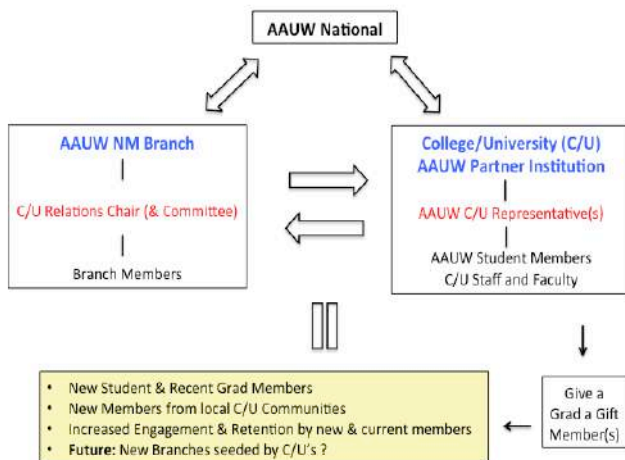 AAUW National
AAUW NM Branch
C/U Relations Chair (& Committee)
Branch Members
College/University (C/U)
AAUW Partner Institution
AAUW C/U Representative(s)
AAUW Student Members
C/U Staff and Faculty
• New Student & Recent Grad Members
• New Members from local C/U Communities
• Increased Engagement & Retention by new & current members
• Future: New Branches seeded by C/U's ?
Give a
Grad a Gift
Member(s)